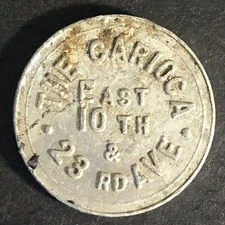 · THE CARIOCA ·
EAST
10 TH
&
23 RD AVE